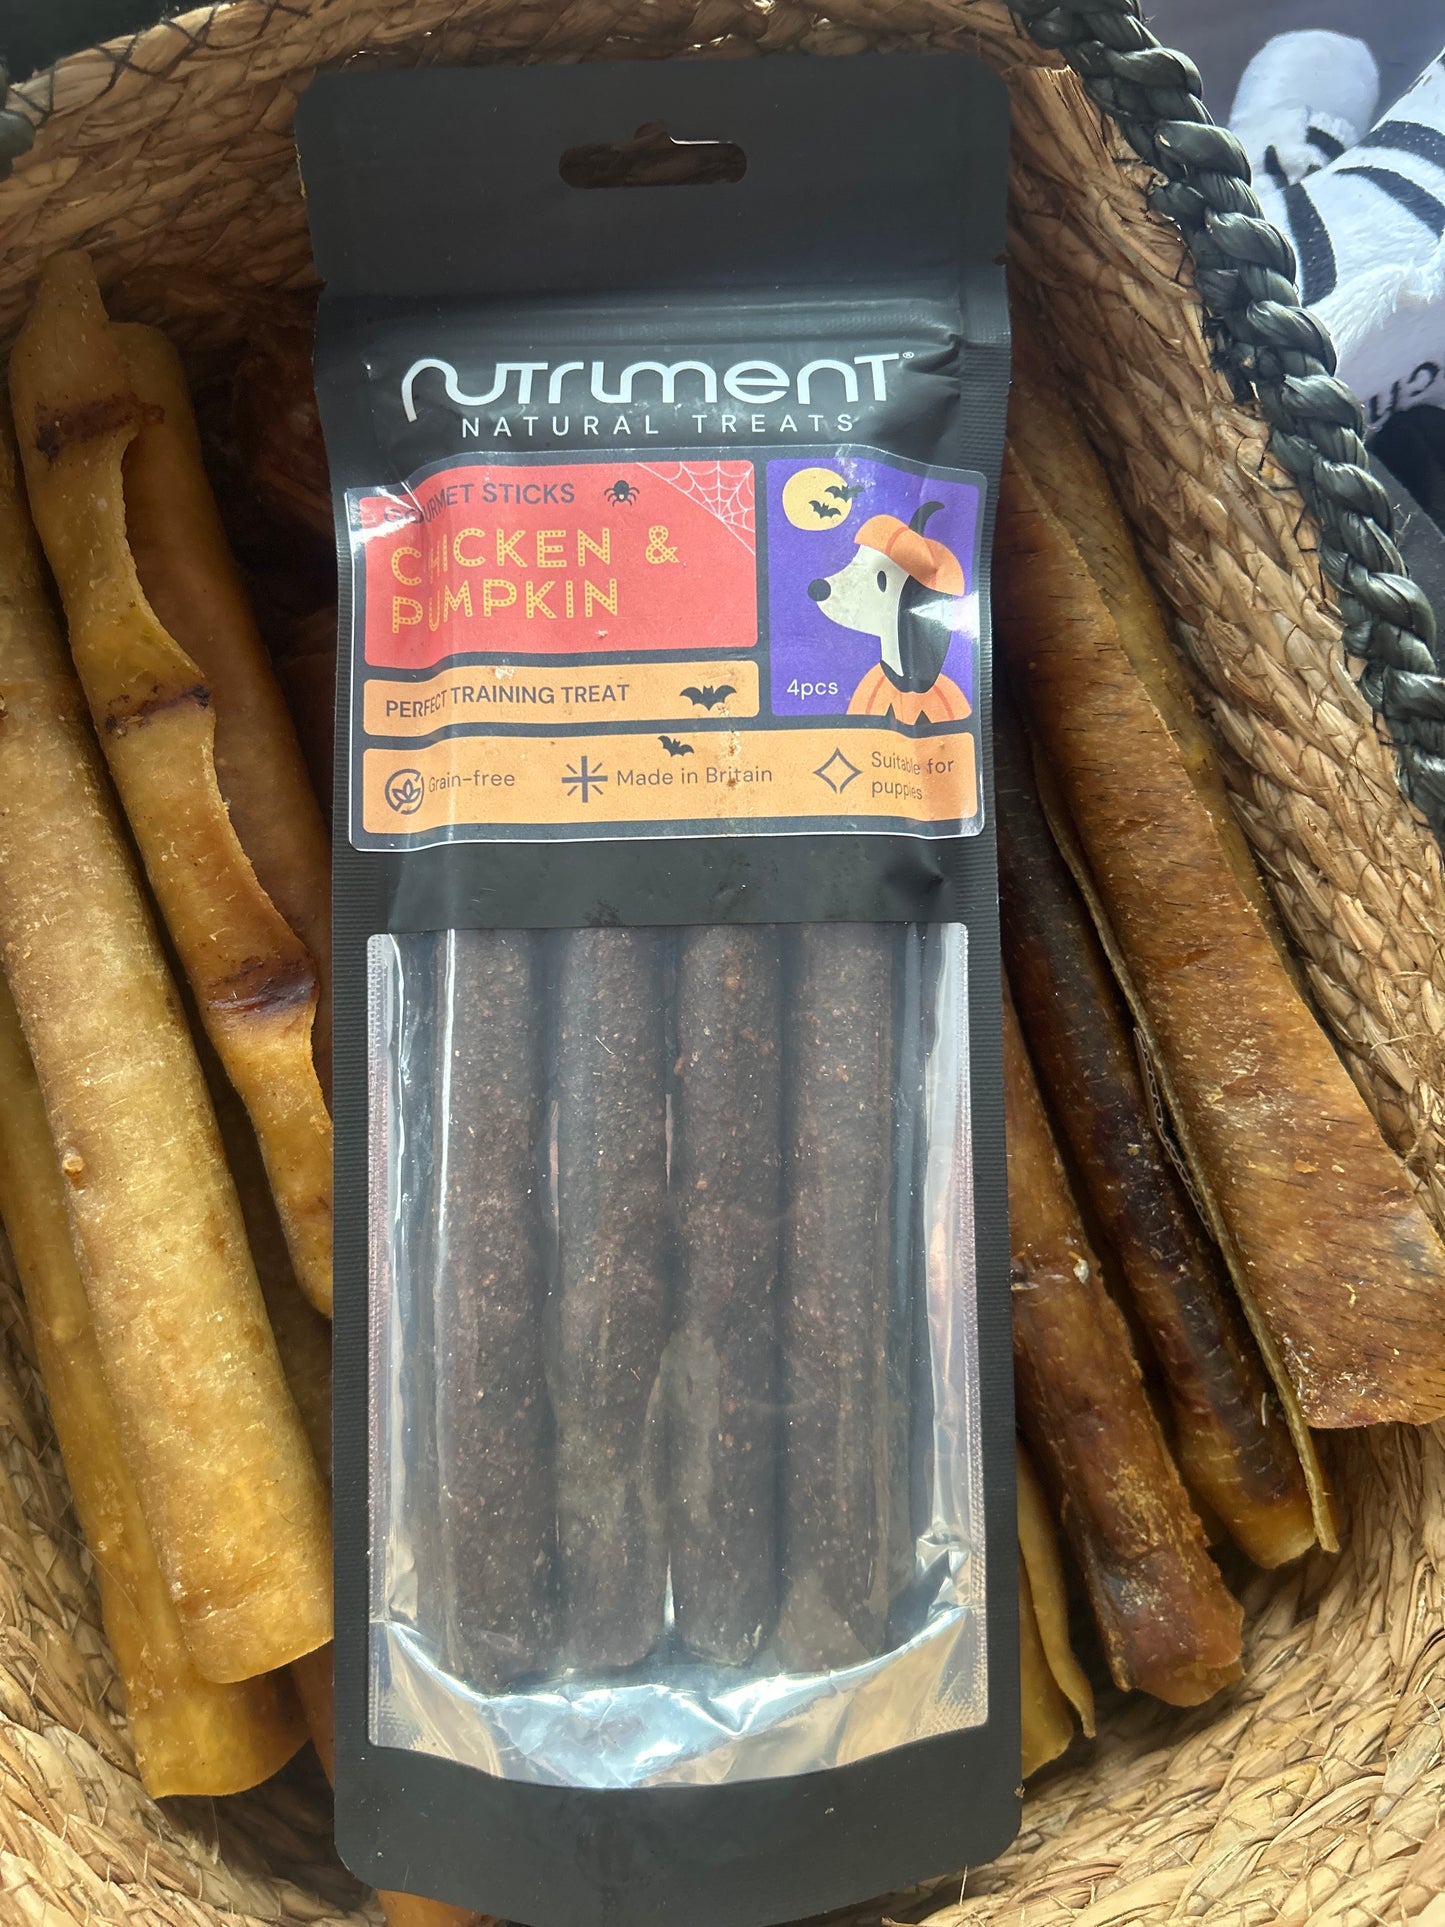 nutriment®
NATURAL TREATS
GOURMET STICKS
CHICKEN &
PUMPKIN
PERFECT TRAINING TREAT
4pcs
Grain-free
Made in Britain
Suitable for
puppies